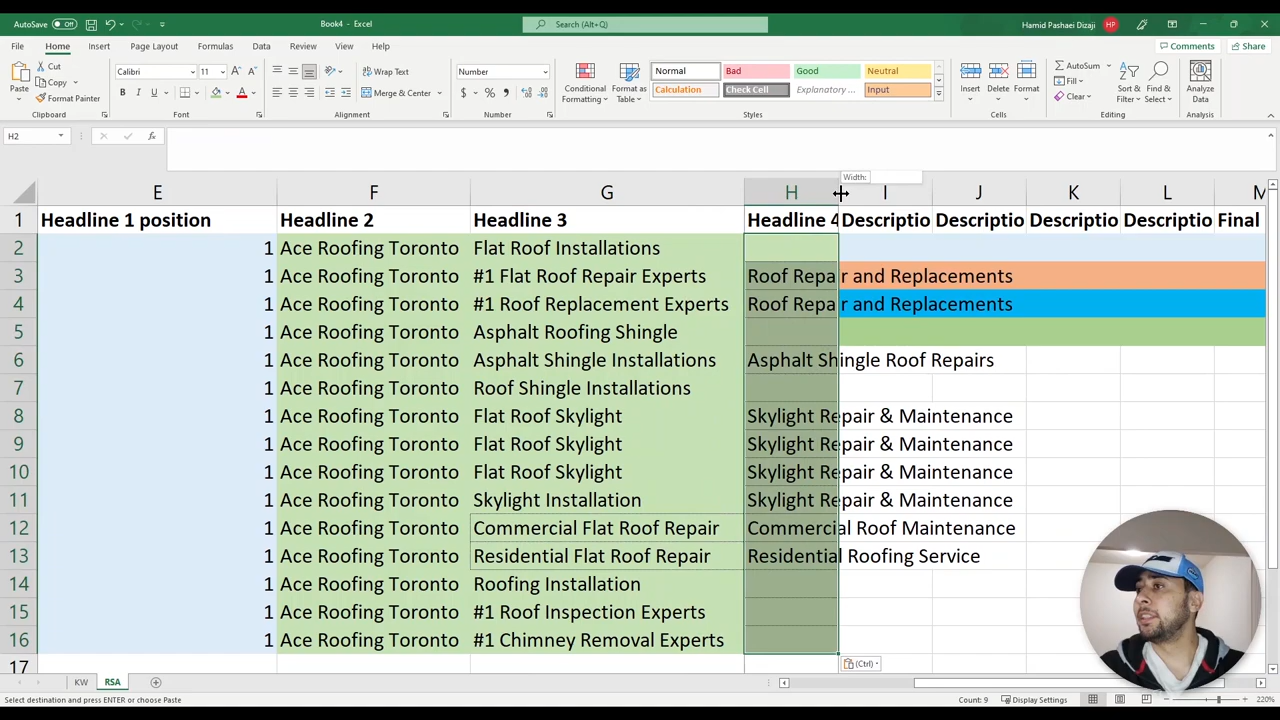 AutoSave Off Book4 - Excel Search (Alt+Q) Hamid Pashaei Dizaji HP
File Home Insert Page Layout Formulas Data Review View Help Comments Share
Paste Cut Copy Format Painter Clipboard
Calibri 11 A A B I U A Font
Wrap Text Merge & Center Alignment
Number $ % Number
Conditional Formatting Format as Table
Normal Bad Good Neutral
Calculation Check Cell Explanatory ... Input
Styles
Insert Delete Format Cells
AutoSum Fill Clear Sort & Filter Find & Select Editing
Analyze Data Analysis
H2 fx
Width:
E F G H I J K L M
1 Headline 1 position Headline 2 Headline 3 Headline 4 Descriptio Descriptio Descriptio Descriptio Final
2 1 Ace Roofing Toronto Flat Roof Installations
3 1 Ace Roofing Toronto #1 Flat Roof Repair Experts Roof Repair and Replacements
4 1 Ace Roofing Toronto #1 Roof Replacement Experts Roof Repair and Replacements
5 1 Ace Roofing Toronto Asphalt Roofing Shingle
6 1 Ace Roofing Toronto Asphalt Shingle Installations Asphalt Shingle Roof Repairs
7 1 Ace Roofing Toronto Roof Shingle Installations
8 1 Ace Roofing Toronto Flat Roof Skylight Skylight Repair & Maintenance
9 1 Ace Roofing Toronto Flat Roof Skylight Skylight Repair & Maintenance
10 1 Ace Roofing Toronto Flat Roof Skylight Skylight Repair & Maintenance
11 1 Ace Roofing Toronto Skylight Installation Skylight Repair & Maintenance
12 1 Ace Roofing Toronto Commercial Flat Roof Repair Commercial Roof Maintenance
13 1 Ace Roofing Toronto Residential Flat Roof Repair Residential Roofing Service
14 1 Ace Roofing Toronto Roofing Installation
15 1 Ace Roofing Toronto #1 Roof Inspection Experts
16 1 Ace Roofing Toronto #1 Chimney Removal Experts
17
(Ctrl)
KW RSA
Select destination and press ENTER or choose Paste Count: 9 Display Settings 220%